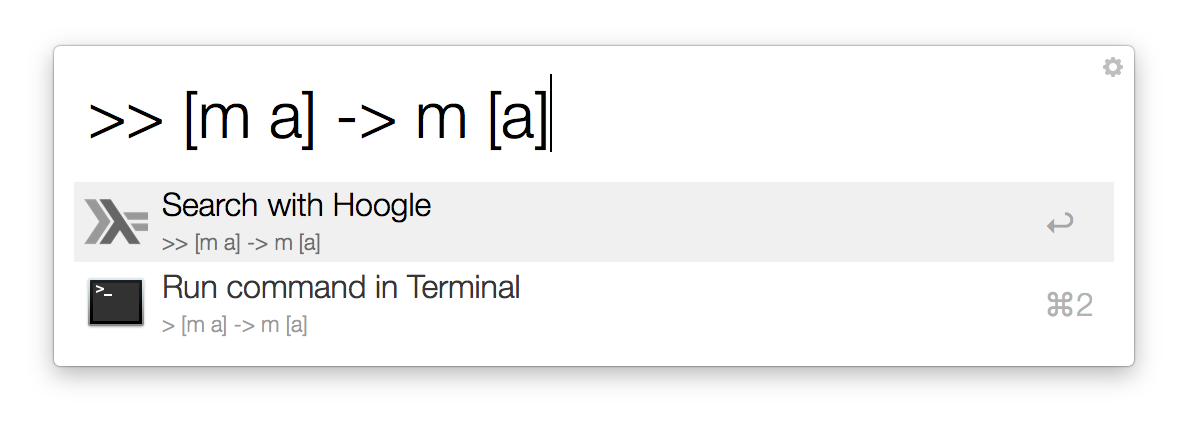 >> [m a] -> m [a]
Search with Hoogle
>> [m a] -> m [a]
Run command in Terminal
> [m a] -> m [a]
⌘2